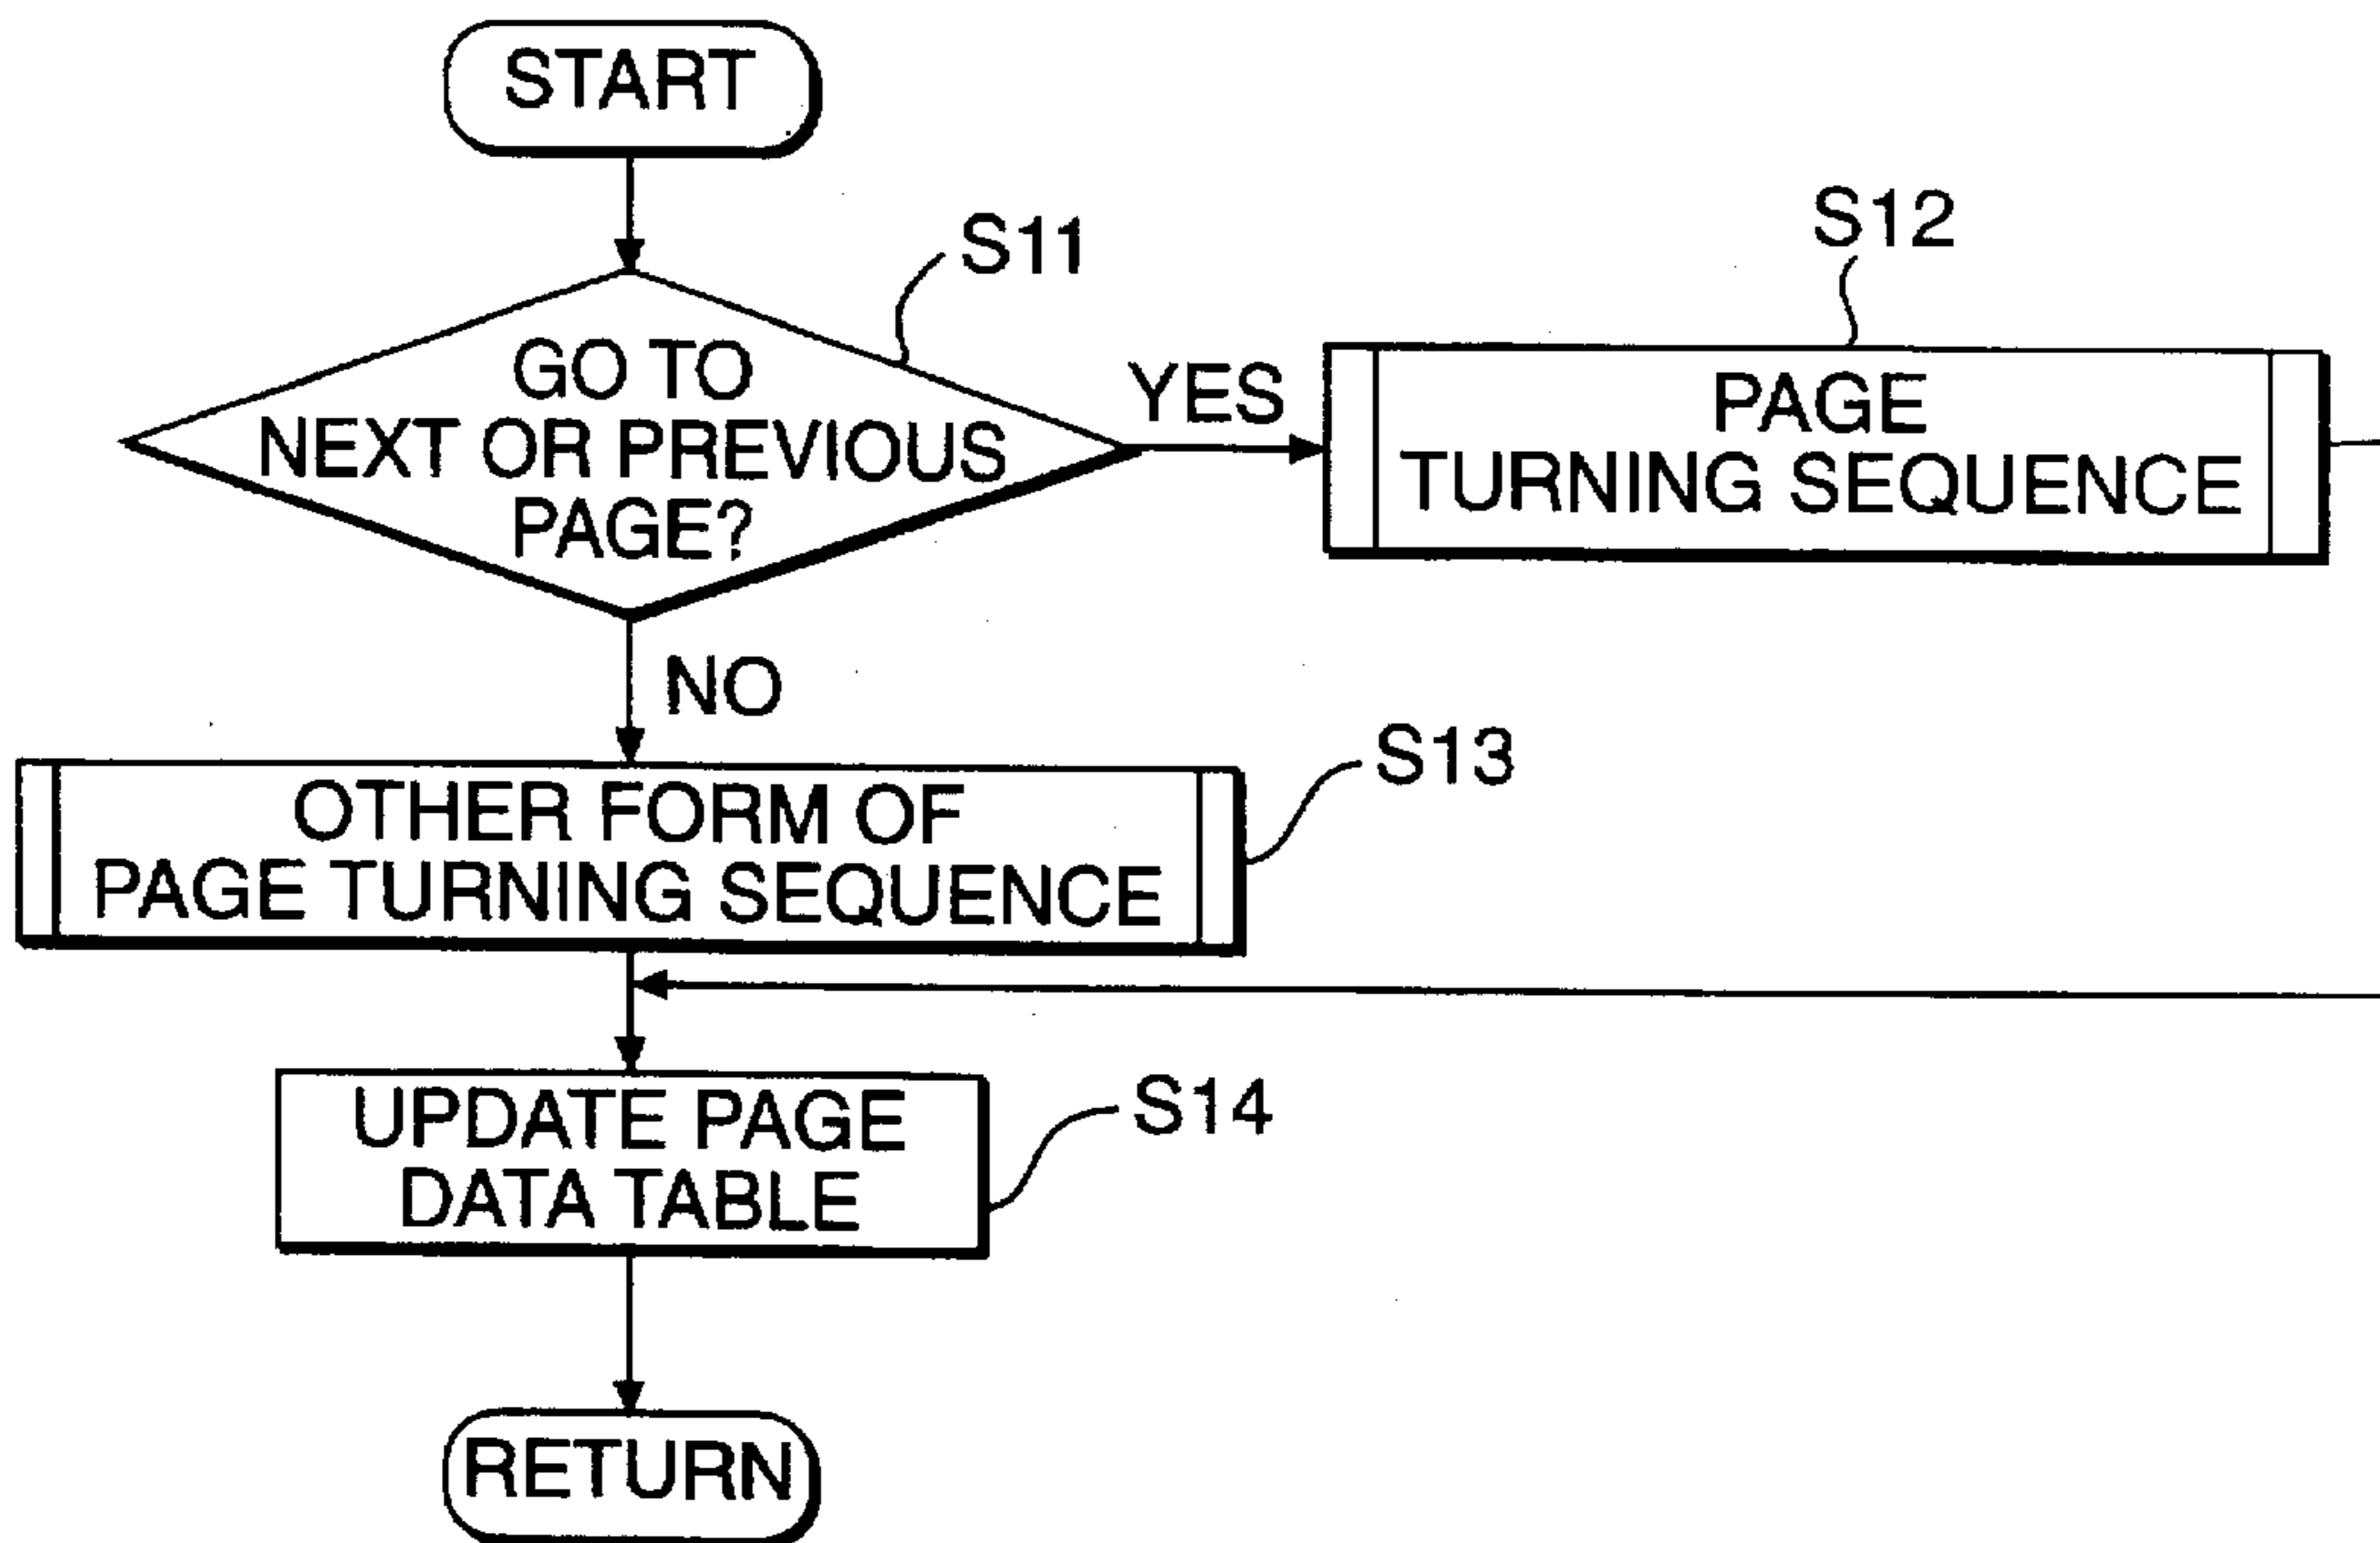 START
S11
GO TO
NEXT OR PREVIOUS
PAGE?
YES
S12
PAGE
TURNING SEQUENCE
NO
S13
OTHER FORM OF
PAGE TURNING SEQUENCE
S14
UPDATE PAGE
DATA TABLE
RETURN